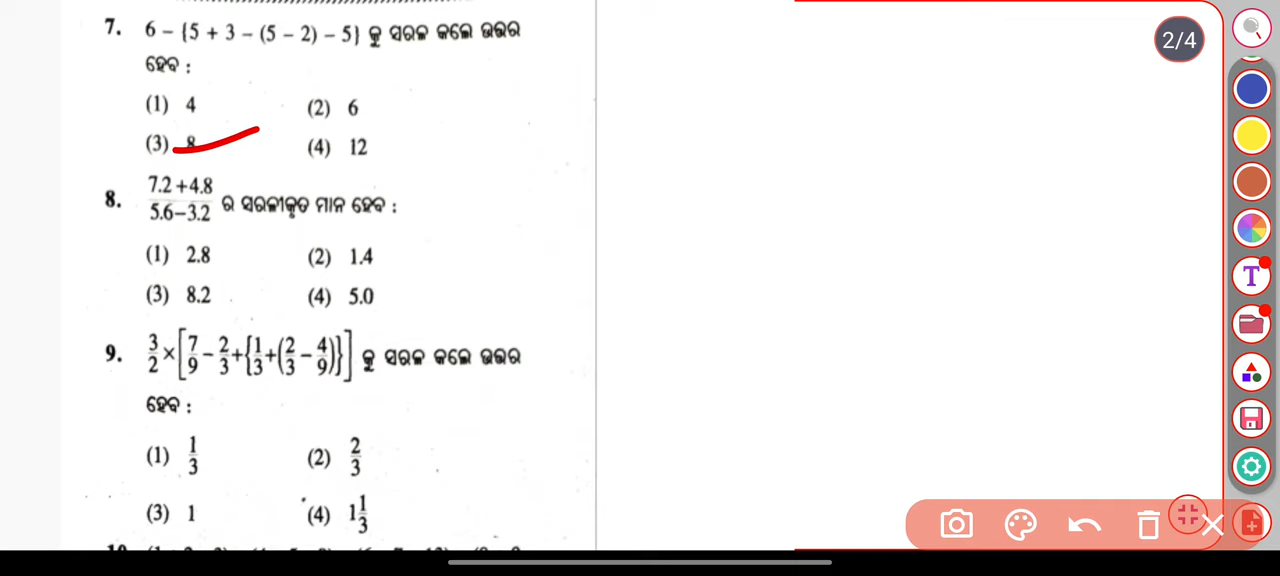 7. 6 – {5 + 3 – (5 – 2) – 5} କୁ ସରଳ କଲେ ଉତ୍ତର
ହେବ :
(1) 4 (2) 6
(3) 8 (4) 12
8. 7.2+4.8/5.6–3.2 ର ସରଳୀକୃତ ମାନ ହେବ :
(1) 2.8 (2) 1.4
(3) 8.2 (4) 5.0
9. 3/2 × [7/9 – 2/3 + {1/3 + (2/3 – 4/9)}] କୁ ସରଳ କଲେ ଉତ୍ତର
ହେବ :
(1) 1/3 (2) 2/3
(3) 1 (4) 1 1/3
2/4
T